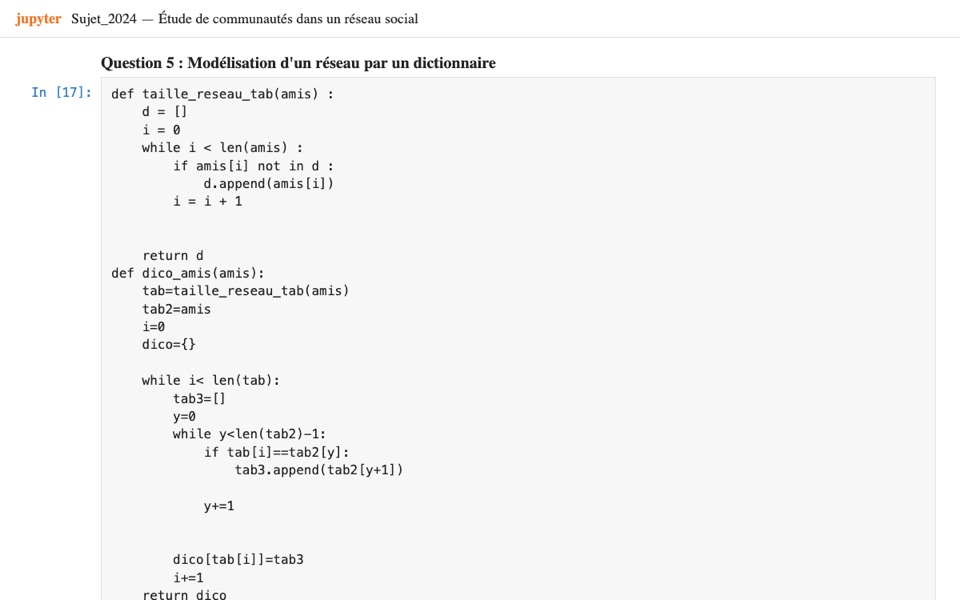 jupyter Sujet_2024 — Étude de communautés dans un réseau social
Question 5 : Modélisation d'un réseau par un dictionnaire
In [17]:
def taille_reseau_tab(amis) :
    d = []
    i = 0
    while i < len(amis) :
        if amis[i] not in d :
            d.append(amis[i])
        i = i + 1
    return d
def dico_amis(amis):
    tab=taille_reseau_tab(amis)
    tab2=amis
    i=0
    dico={}
    while i< len(tab):
        tab3=[]
        y=0
        while y<len(tab2)-1:
            if tab[i]==tab2[y]:
                tab3.append(tab2[y+1])
            y+=1
        dico[tab[i]]=tab3
        i+=1
    return dico